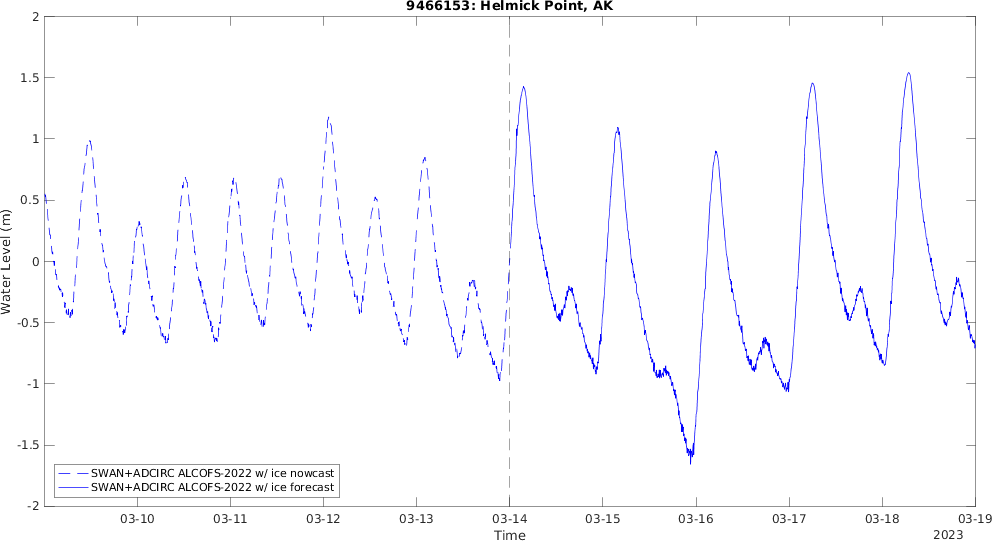 9466153: Helmick Point, AK
2
1.5
1
0.5
0
-0.5
-1
-1.5
-2
Water Level (m)
SWAN+ADCIRC ALCOFS-2022 w/ ice nowcast
SWAN+ADCIRC ALCOFS-2022 w/ ice forecast
03-10 03-11 03-12 03-13 03-14 03-15 03-16 03-17 03-18 03-19
Time
2023